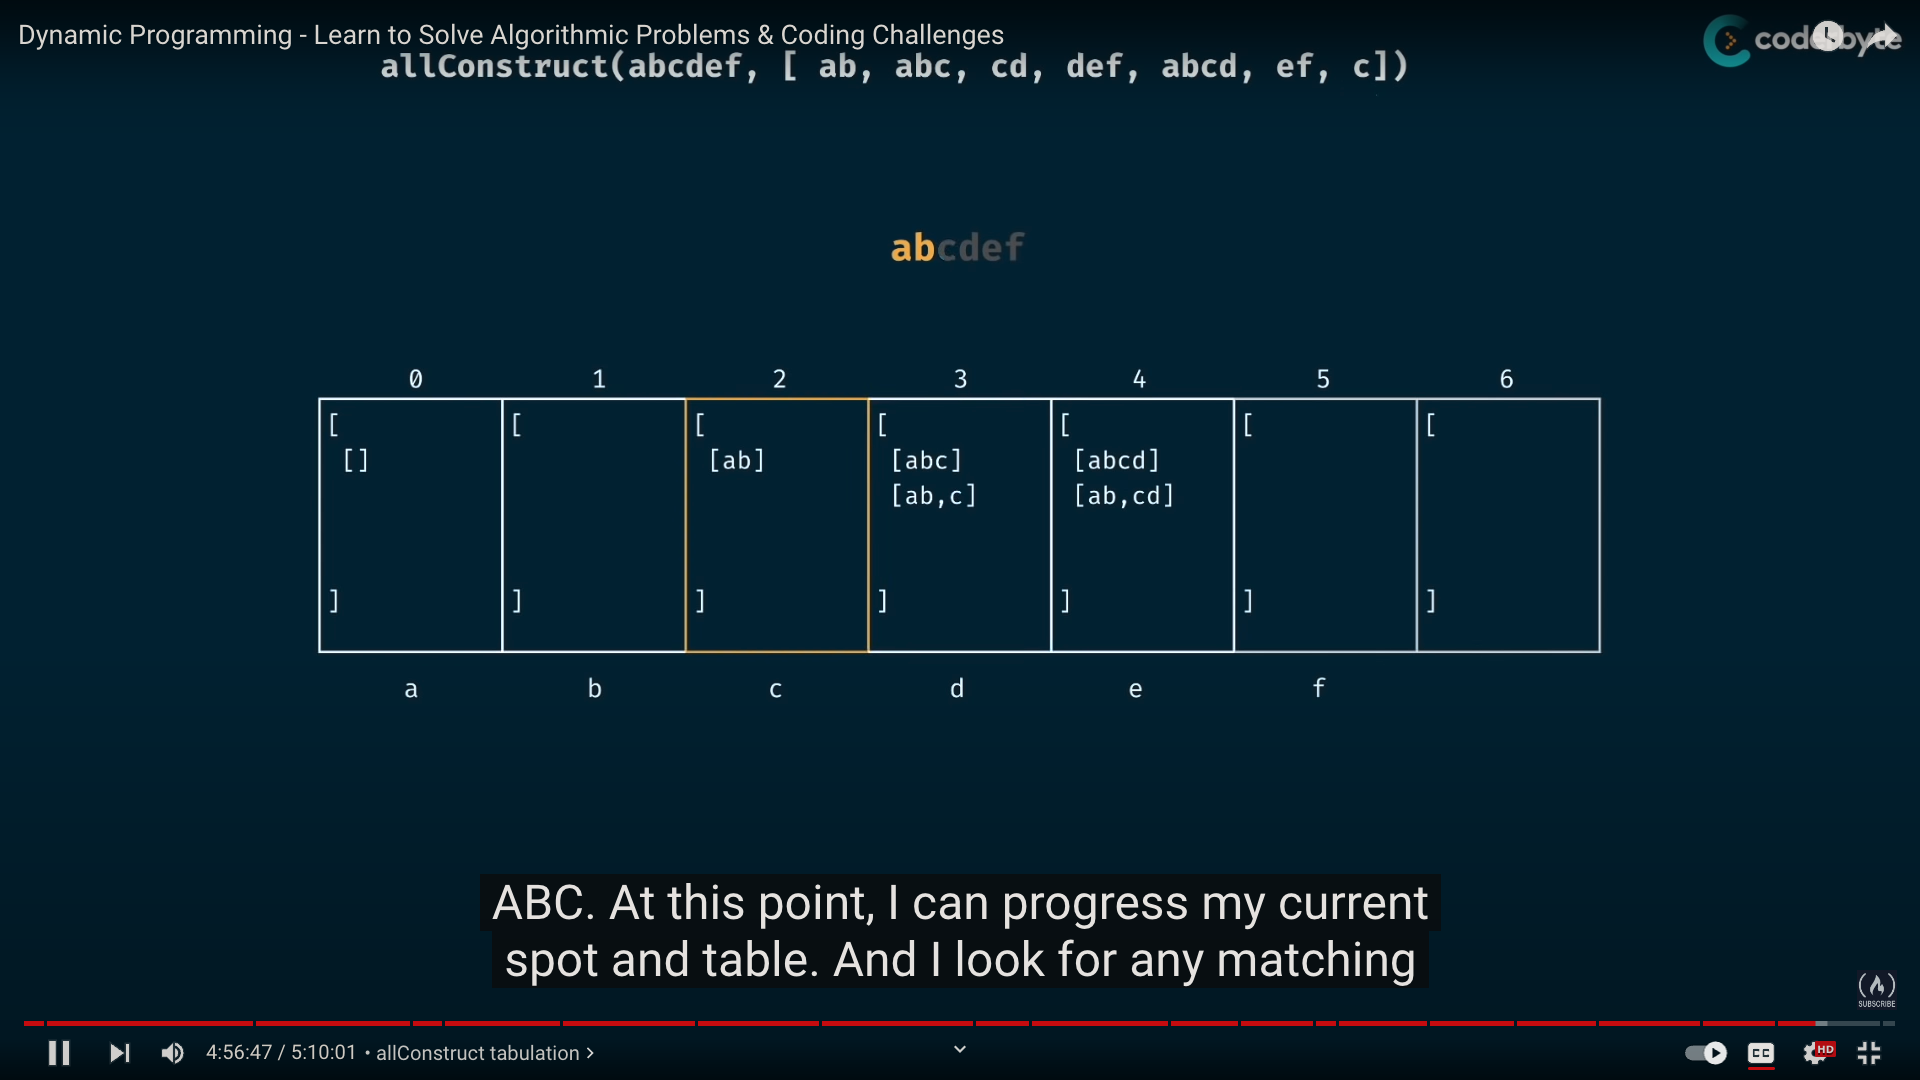 Dynamic Programming - Learn to Solve Algorithmic Problems & Coding Challenges
coderbyte
allConstruct(abcdef, [ ab, abc, cd, def, abcd, ef, c])
abcdef
0 1 2 3 4 5 6
[ [ [ [ [ [ [
[] [ab] [abc] [abcd]
[ab,c] [ab,cd]
] ] ] ] ] ] ]
a b c d e f
ABC. At this point, I can progress my current
spot and table. And I look for any matching
SUBSCRIBE
4:56:47 / 5:10:01 • allConstruct tabulation >
CC
HD